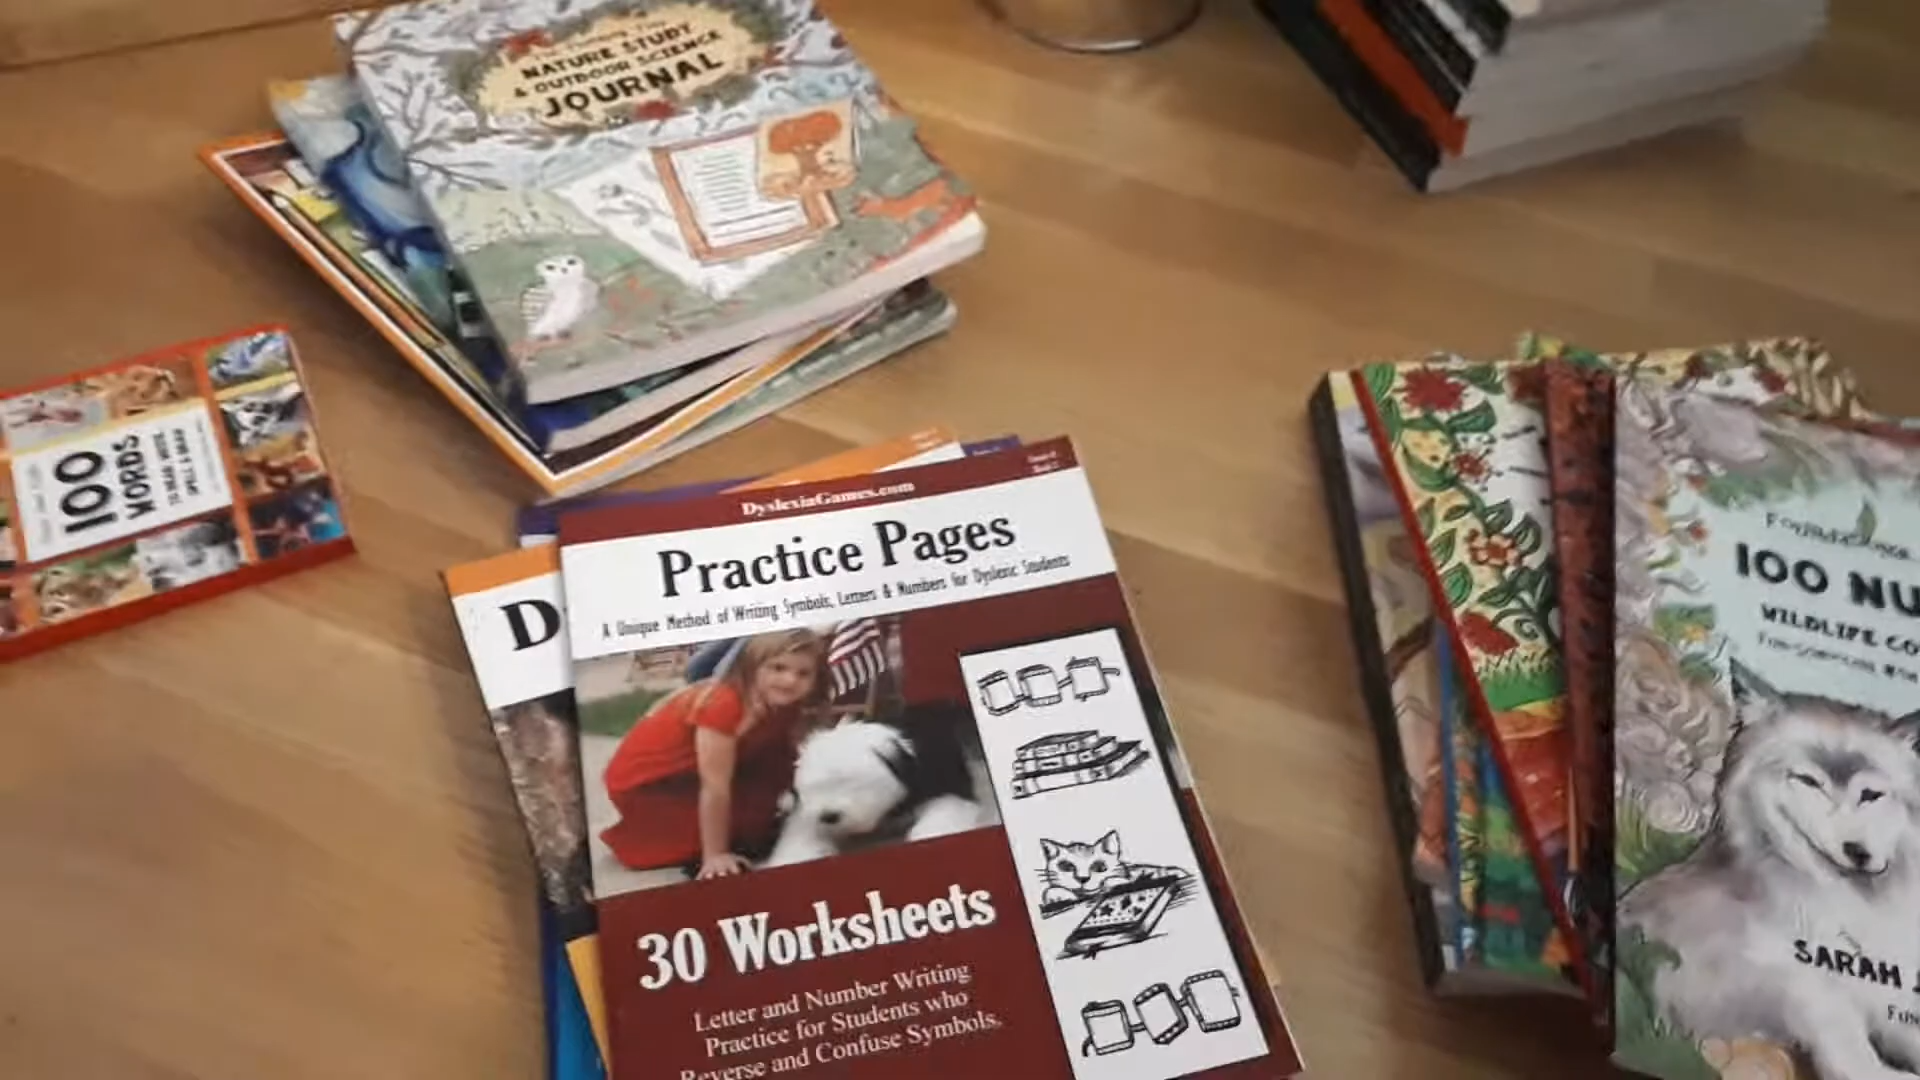 NATURE STUDY
& OUTDOOR SCIENCE
JOURNAL
100
WORDS
SPELL & DRAW
DyslexiaGames.com
Practice Pages
A Unique Method of Writing Symbols, Letters & Numbers for Dyslexic Students
D
30 Worksheets
Letter and Number Writing
Practice for Students who
Reverse and Confuse Symbols.
100 NU
WILDLIFE CO
SARAH